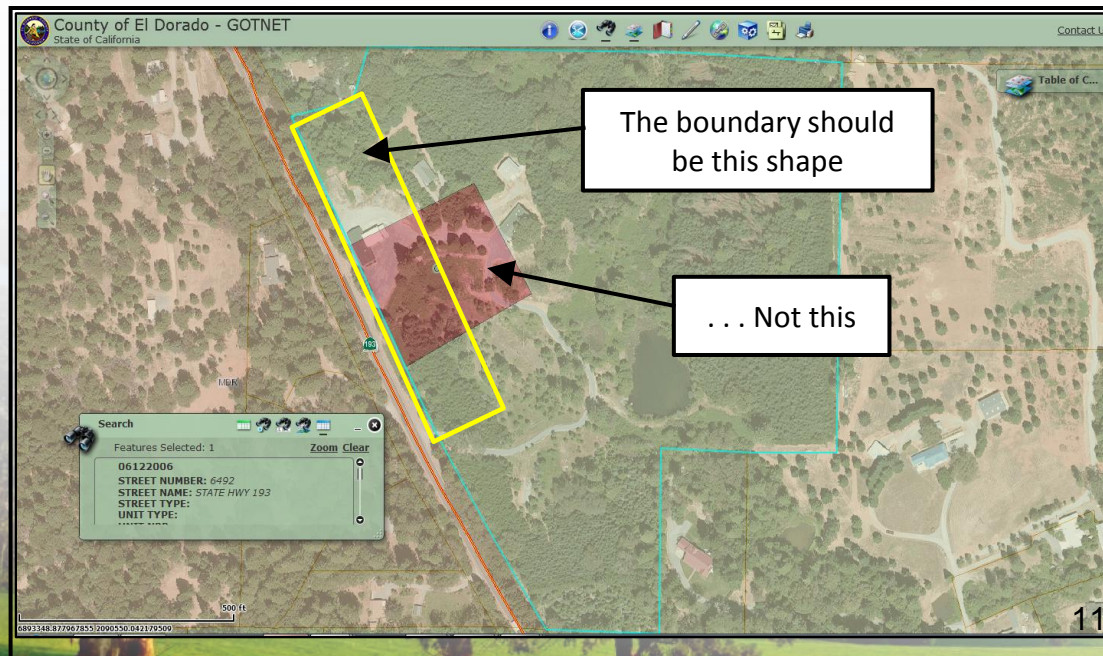 County of El Dorado - GOTNET
State of California
Contact U
Table of C...
The boundary should
be this shape
. . . Not this
193
MDR
Search
Features Selected: 1
Zoom Clear
06122006
STREET NUMBER: 6492
STREET NAME: STATE HWY 193
STREET TYPE:
UNIT TYPE:
500 ft
6893348.877967855 2090550.042179509
11